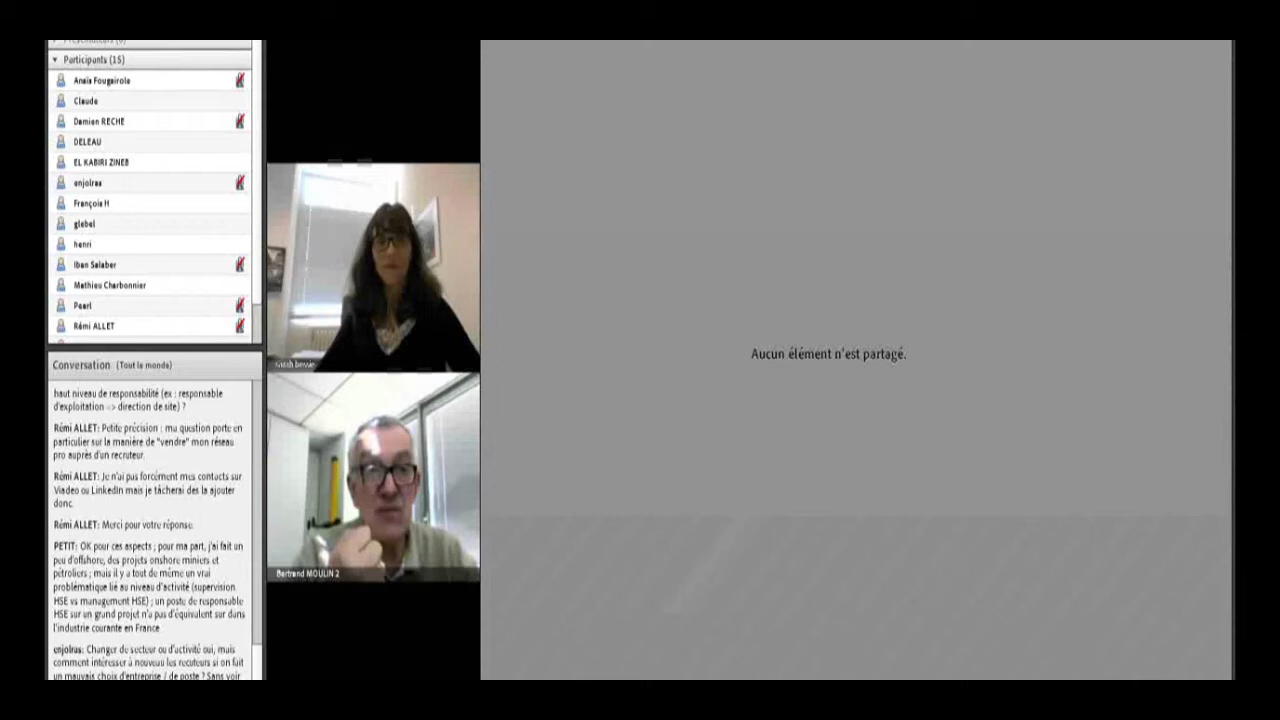 Participants (15)
Anaïs Fougairole
Claude
Damien RECHE
DELEAU
EL KABIRI ZINEB
enjolras
François H
glebel
henri
Iban Salaber
Mathieu Charbonnier
Pearl
Rémi ALLET
Conversation (Tout le monde)
haut niveau de responsabilité (ex : responsable
d'exploitation => direction de site) ?
Rémi ALLET: Petite précision : ma question porte en
particulier sur la manière de "vendre" mon réseau
pro auprès d'un recruteur.
Rémi ALLET: Je n'ai pas forcément mes contacts sur
Viadeo ou LinkedIn mais je tâcherai des la ajouter
donc.
Rémi ALLET: Merci pour votre réponse.
PETIT: OK pour ces aspects ; pour ma part, j'ai fait un
peu d'offshore, des projets onshore miniers et
pétroliers ; mais il y a tout de même un vrai
problématique lié au niveau d'activité (supervision
HSE vs management HSE) ; un poste de responsable
HSE sur un grand projet n'a pas d'équivalent sur dans
l'industrie courante en France
enjolras: Changer de secteur ou d'activité oui, mais
comment intéresser à nouveau les recuteurs si on fait
un mauvais choix d'entreprise / de poste ? Sans voir
Bertrand MOULIN 2
Aucun élément n'est partagé.